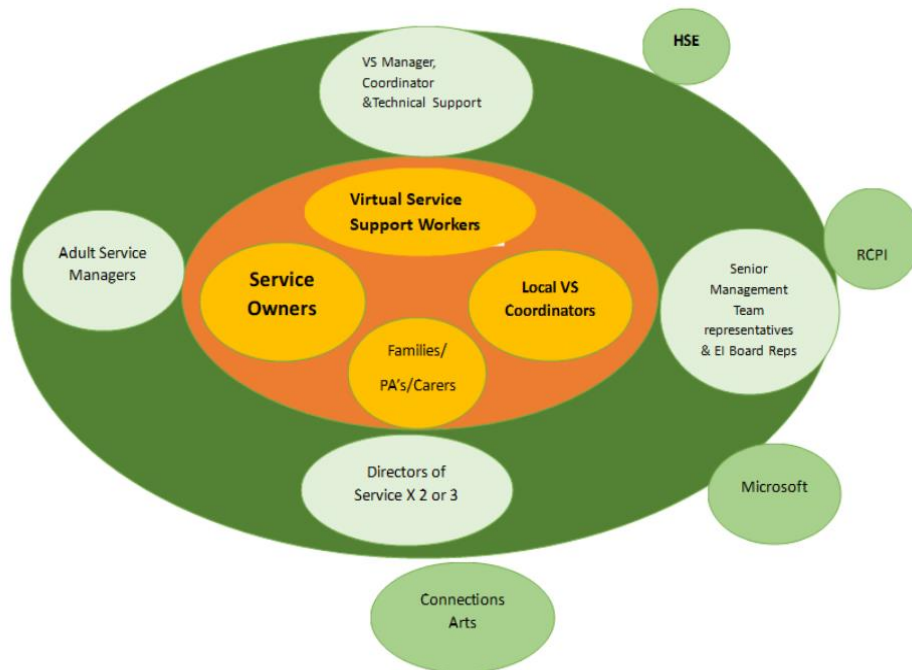 HSE
VS Manager,
Coordinator
&Technical Support
Virtual Service
Support Workers
Adult Service
Managers
Service
Owners
Local VS
Coordinators
RCPI
Senior
Management
Team
representatives
& EI Board Reps
Families/
PA's/Carers
Directors of
Service X 2 or 3
Microsoft
Connections
Arts